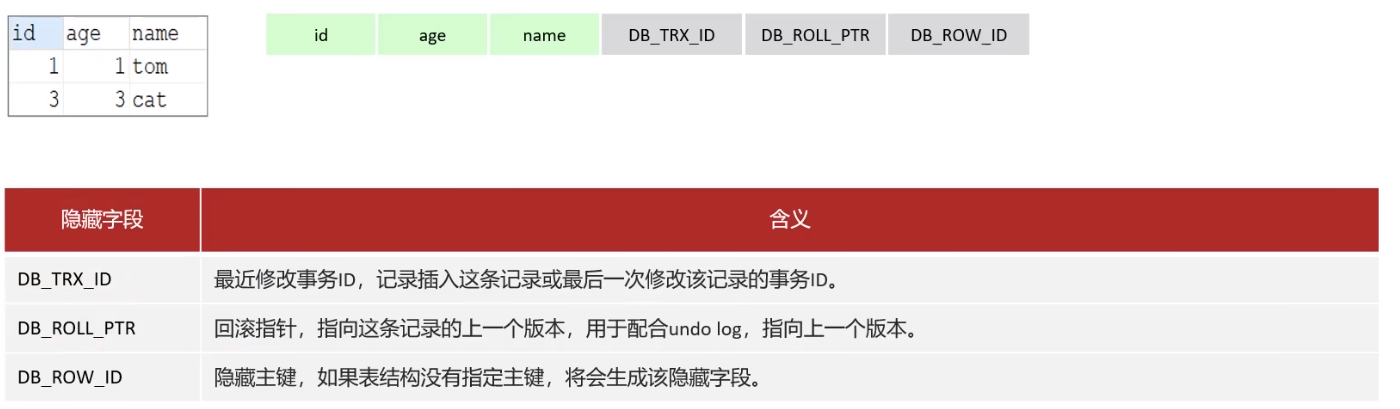 id age name id age name DB_TRX_ID DB_ROLL_PTR DB_ROW_ID
1 1 tom
3 3 cat
隐藏字段 含义
DB_TRX_ID 最近修改事务ID，记录插入这条记录或最后一次修改该记录的事务ID。
DB_ROLL_PTR 回滚指针，指向这条记录的上一个版本，用于配合undo log，指向上一个版本。
DB_ROW_ID 隐藏主键，如果表结构没有指定主键，将会生成该隐藏字段。